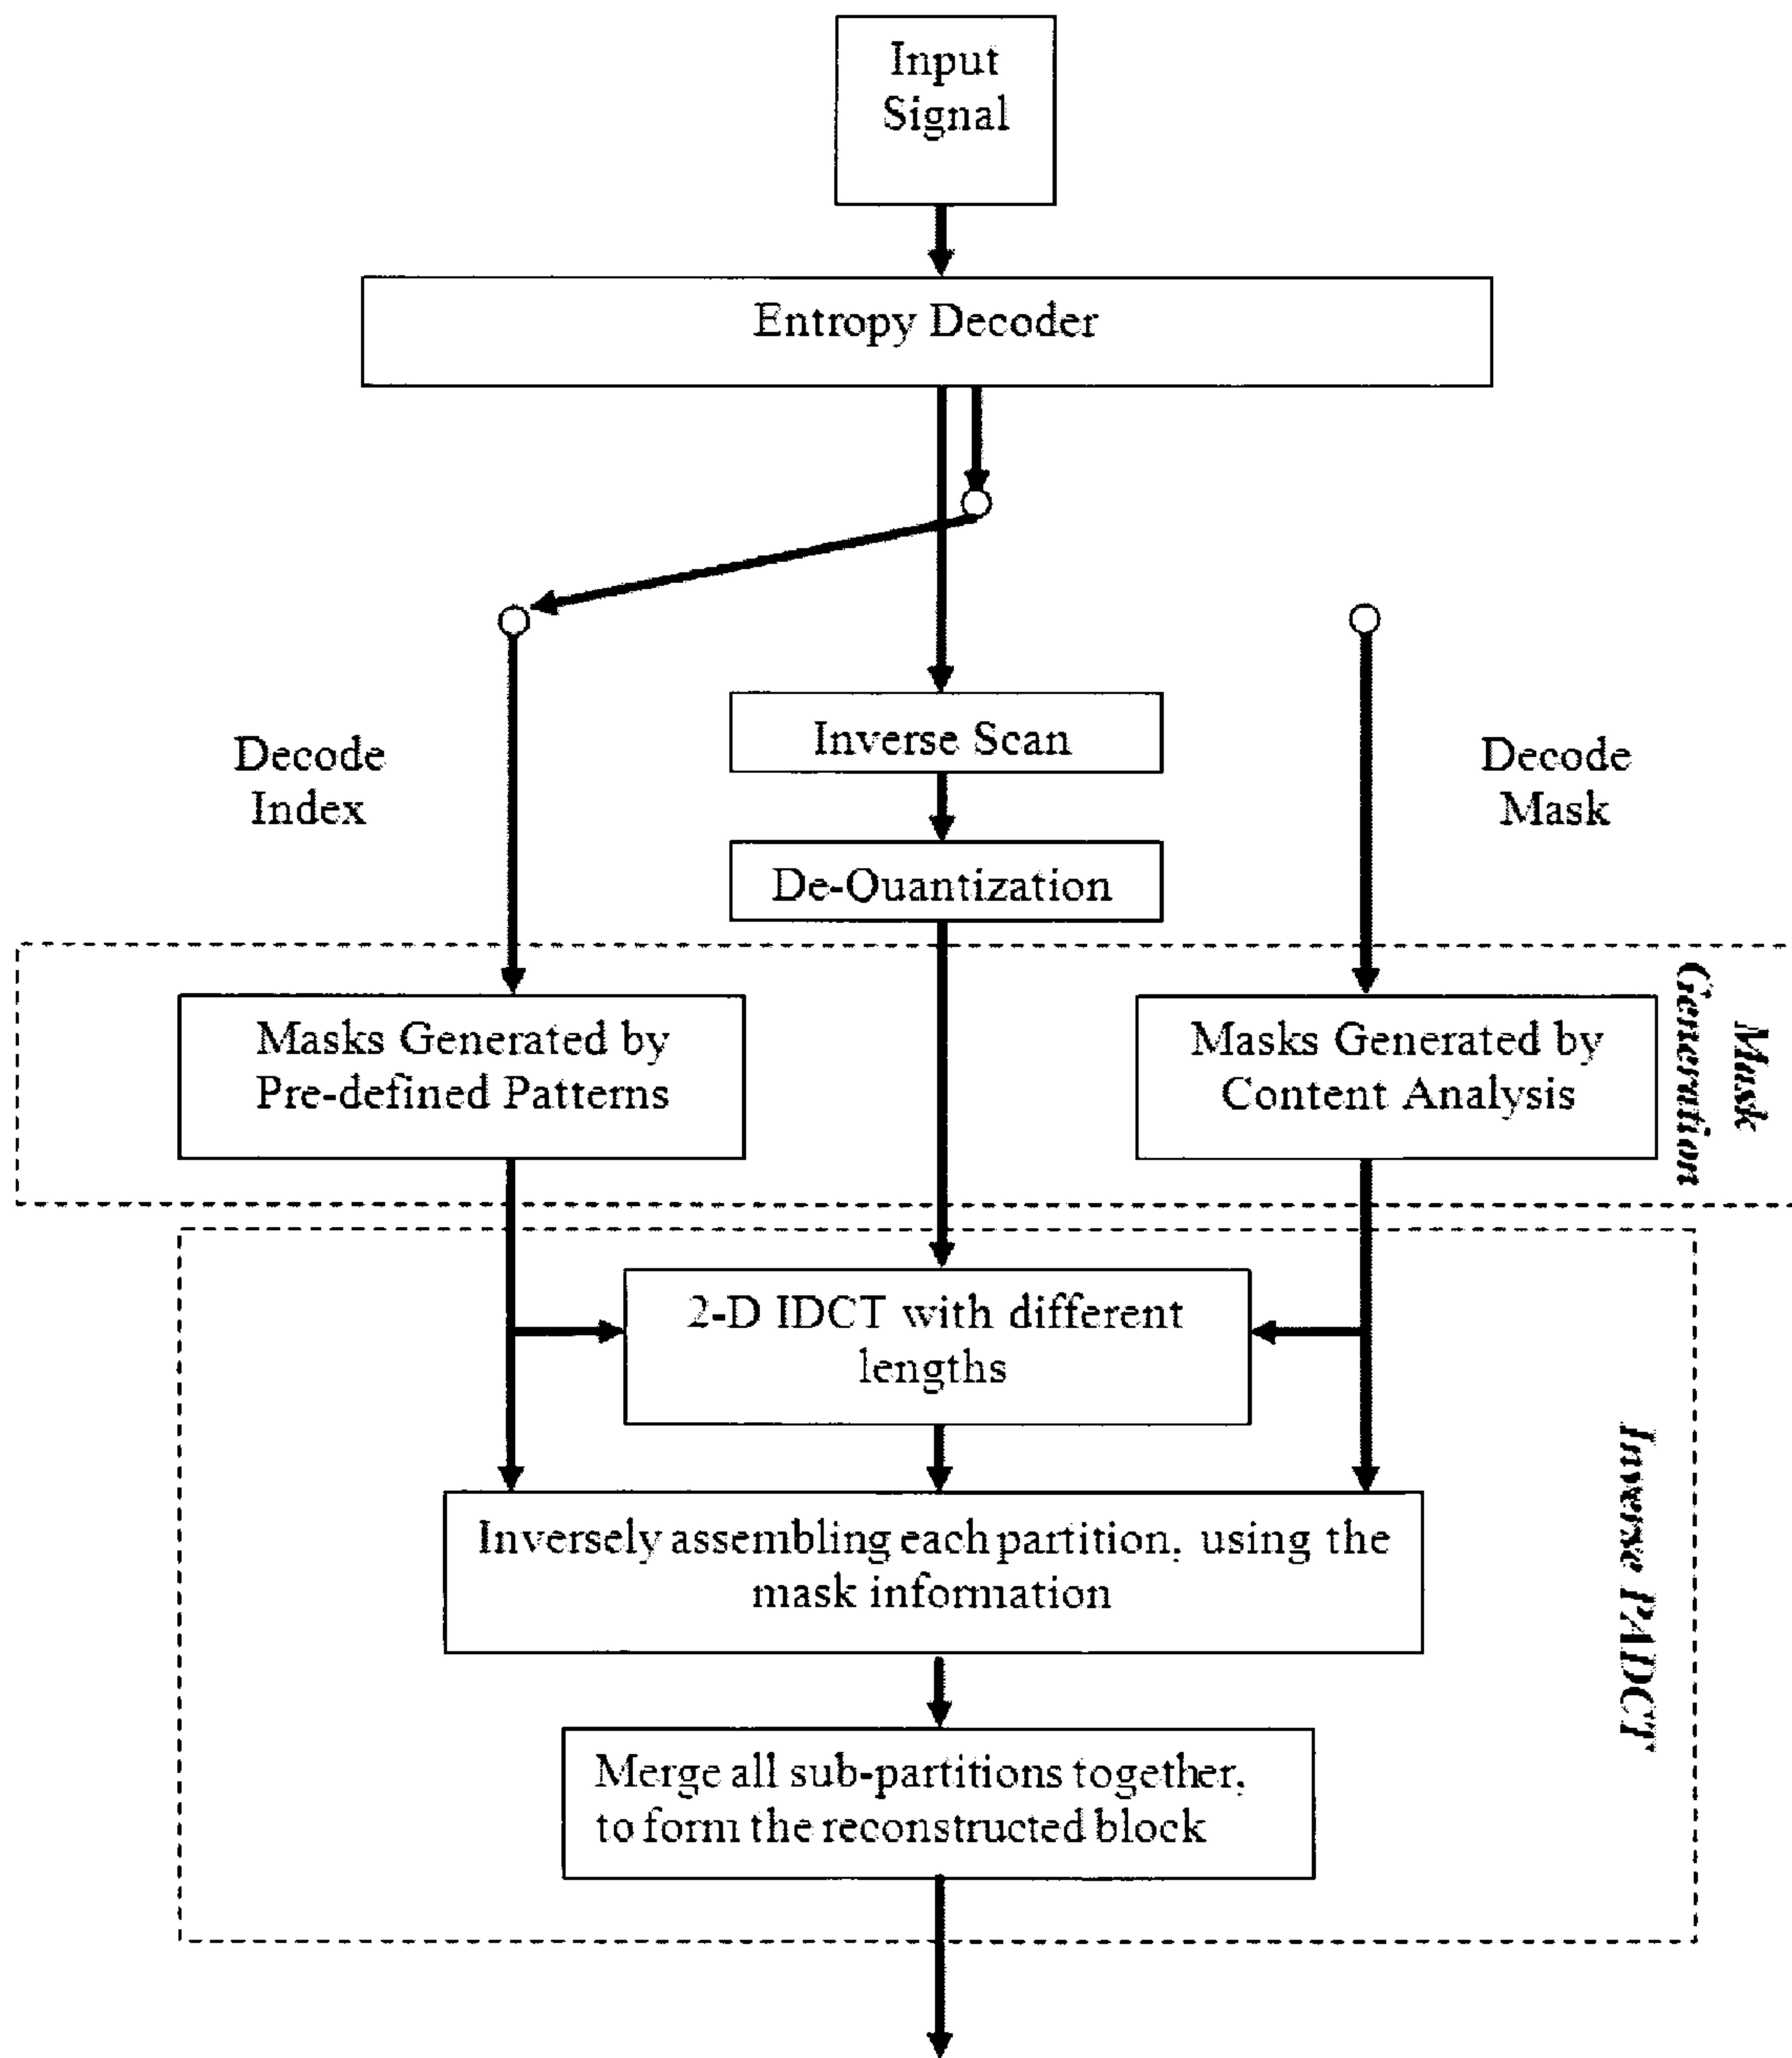 Input
Signal
Entropy Decoder
Decode
Index
Inverse Scan
Decode
Mask
De-Quantization
Masks Generated by
Pre-defined Patterns
Masks Generated by
Content Analysis
Mask
Generation
2-D IDCT with different
lengths
Inversely assembling each partition, using the
mask information
Inverse PADCT
Merge all sub-partitions together,
to form the reconstructed block